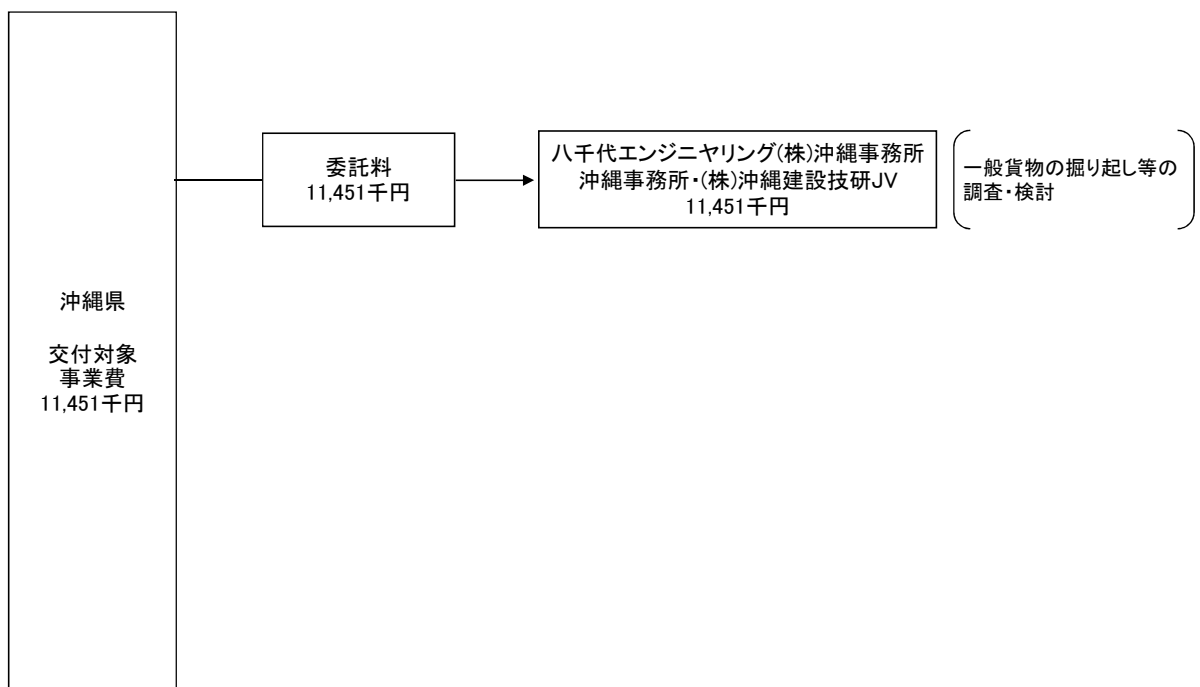 沖縄県
交付対象
事業費
11,451千円
委託料
11,451千円
八千代エンジニヤリング(株)沖縄事務所
沖縄事務所・(株)沖縄建設技研JV
11,451千円
一般貨物の掘り起し等の
調査・検討